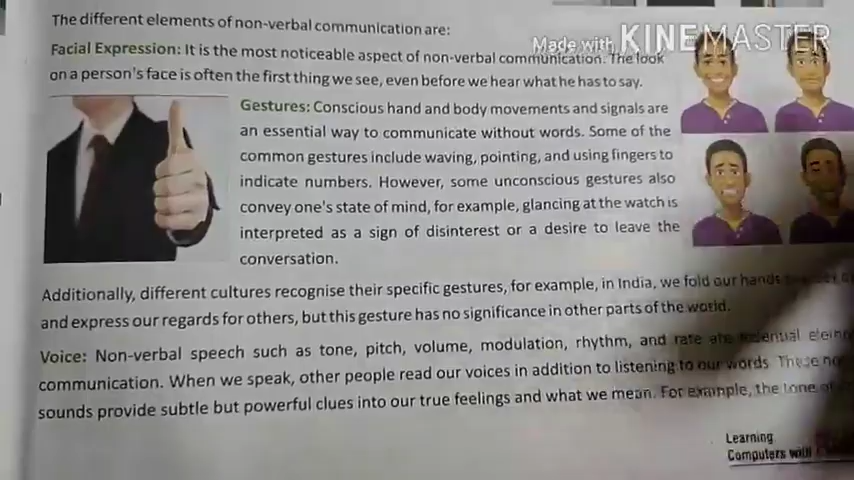 The different elements of non-verbal communication are:
Made with KINEMASTER
Facial Expression: It is the most noticeable aspect of non-verbal communication. The look
on a person's face is often the first thing we see, even before we hear what he has to say.
Gestures: Conscious hand and body movements and signals are
an essential way to communicate without words. Some of the
common gestures include waving, pointing, and using fingers to
indicate numbers. However, some unconscious gestures also
convey one's state of mind, for example, glancing at the watch is
interpreted as a sign of disinterest or a desire to leave the
conversation.
Additionally, different cultures recognise their specific gestures, for example, in India, we fold our hands
and express our regards for others, but this gesture has no significance in other parts of the world.
Voice: Non-verbal speech such as tone, pitch, volume, modulation, rhythm, and rate are
communication. When we speak, other people read our voices in addition to listening to our words. These
sounds provide subtle but powerful clues into our true feelings and what we mean. For example, the tone
Learning
Computers with